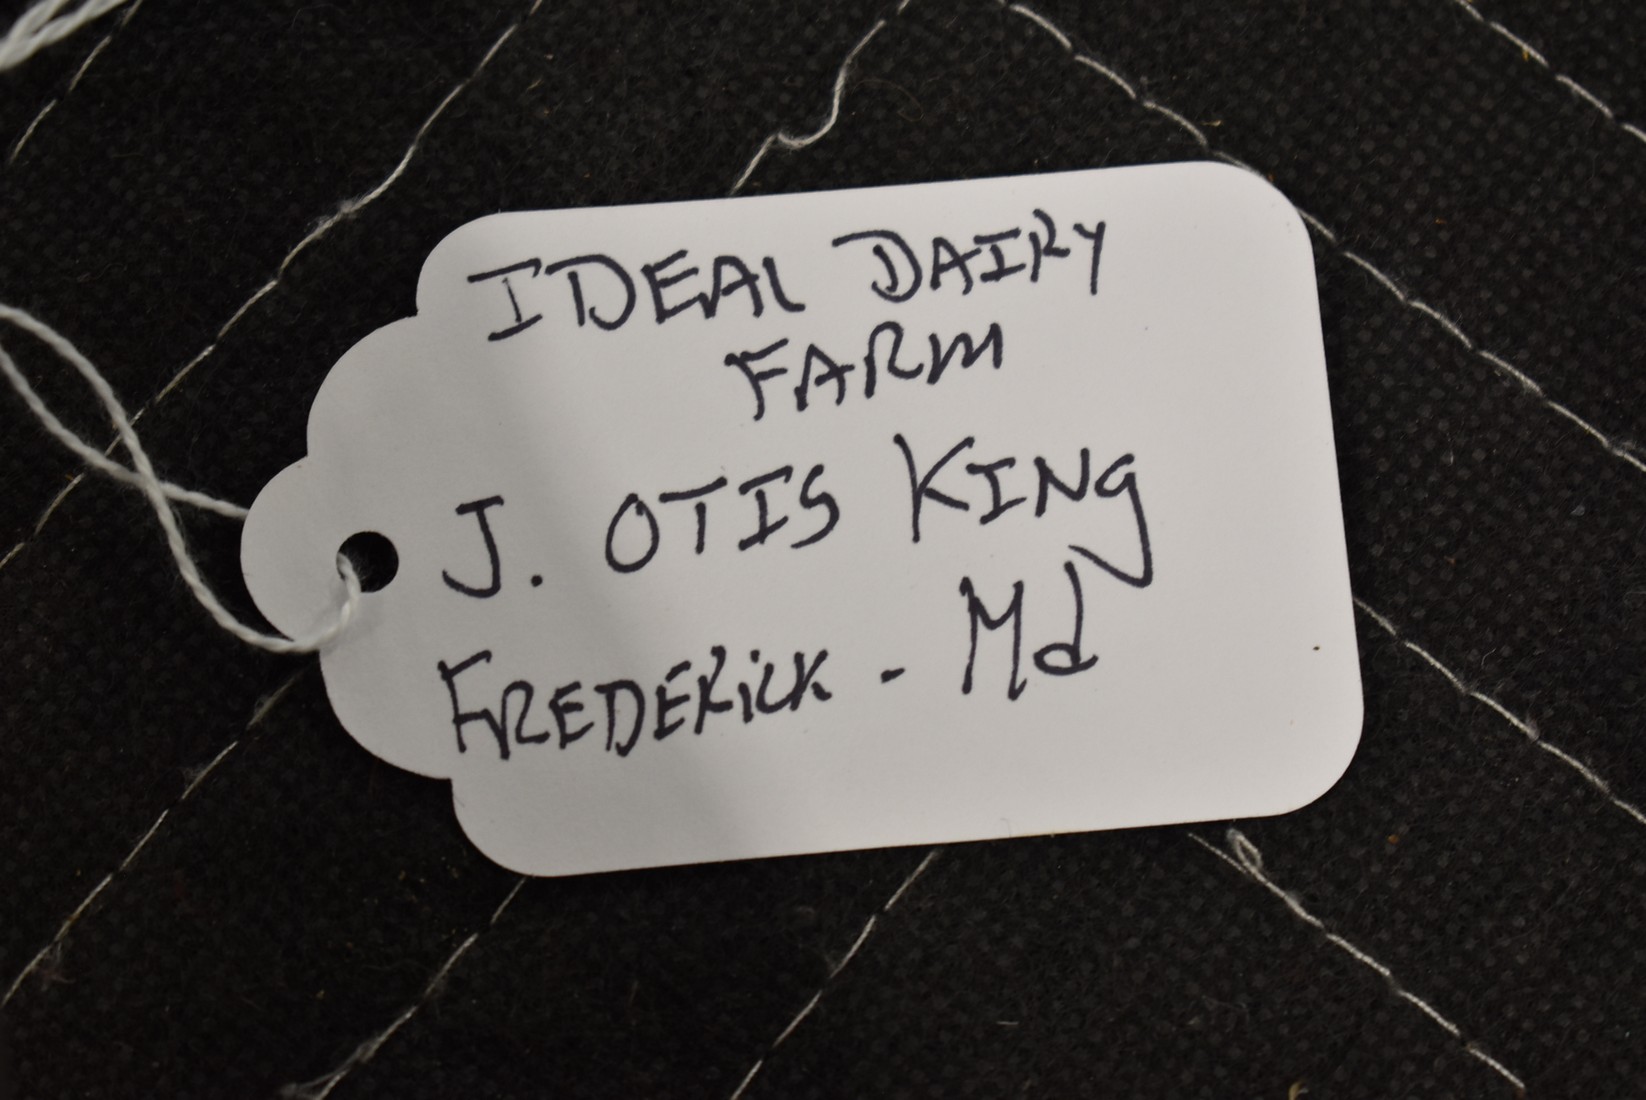 IDEAL DAIRY
FARM
J. OTIS KING
FREDERiCK - Md